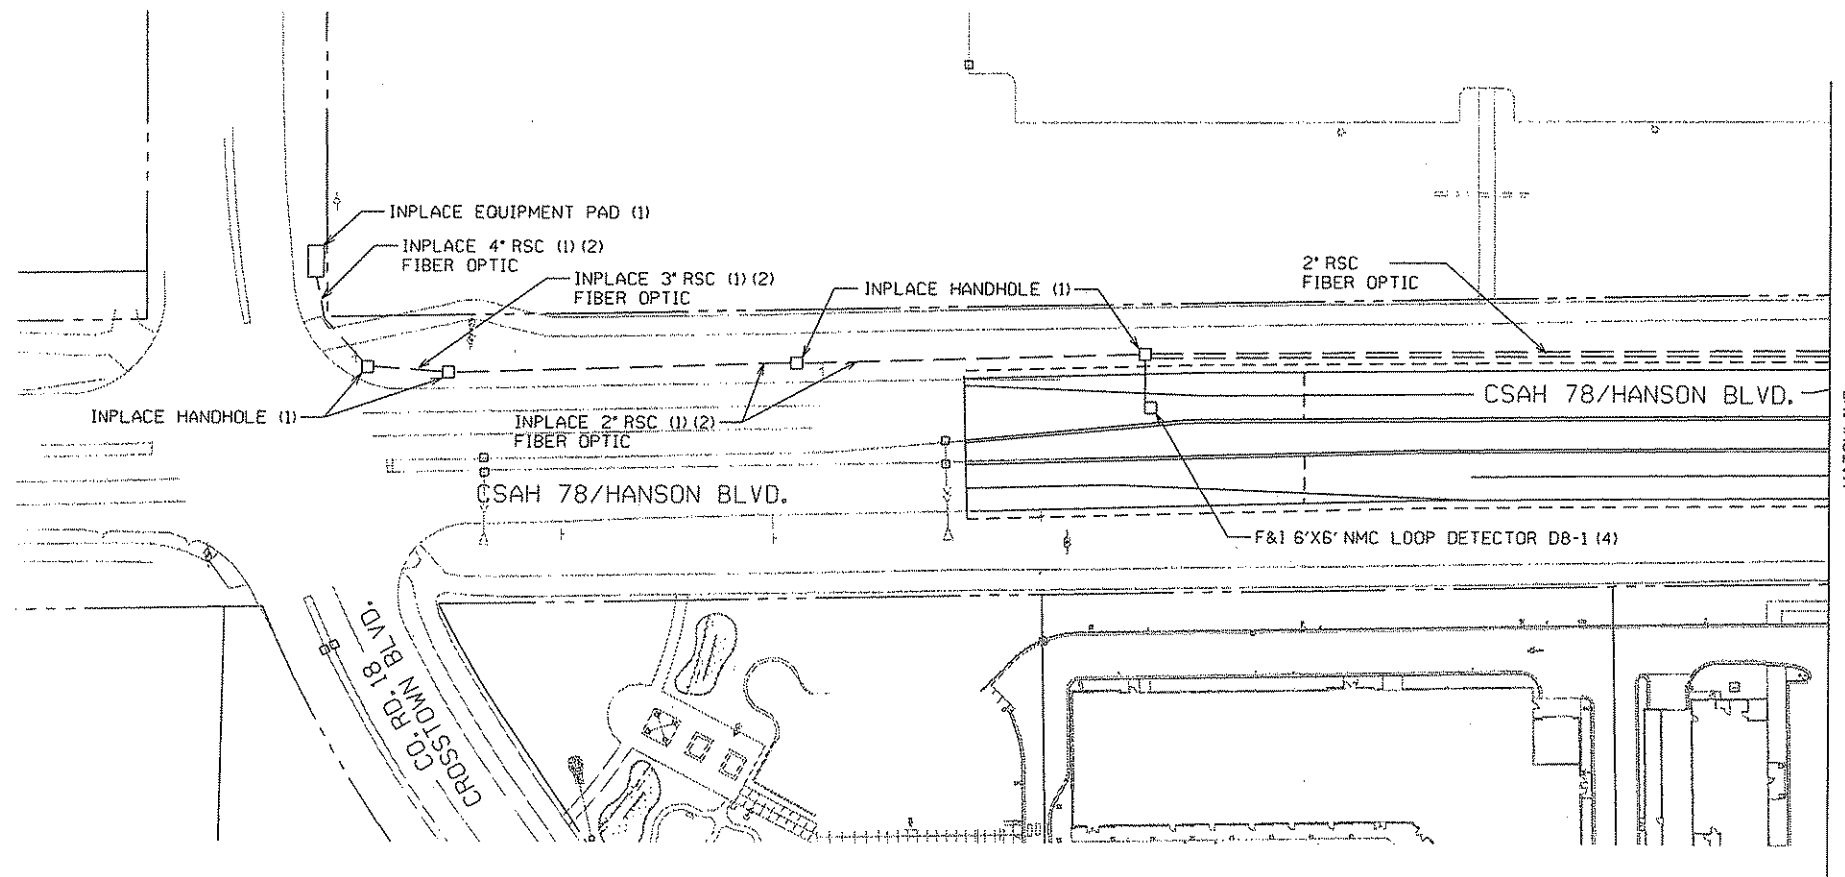 INPLACE EQUIPMENT PAD (1)
INPLACE 4" RSC (1) (2)
FIBER OPTIC
INPLACE 3" RSC (1) (2)
FIBER OPTIC
INPLACE HANDHOLE (1)
2" RSC
FIBER OPTIC
INPLACE HANDHOLE (1)
INPLACE 2" RSC (1) (2)
FIBER OPTIC
CSAH 78/HANSON BLVD.
CSAH 78/HANSON BLVD.
F&I 6'X6' NMC LOOP DETECTOR D8-1 (4)
CO. RD. 18
CROSSTOWN BLVD.